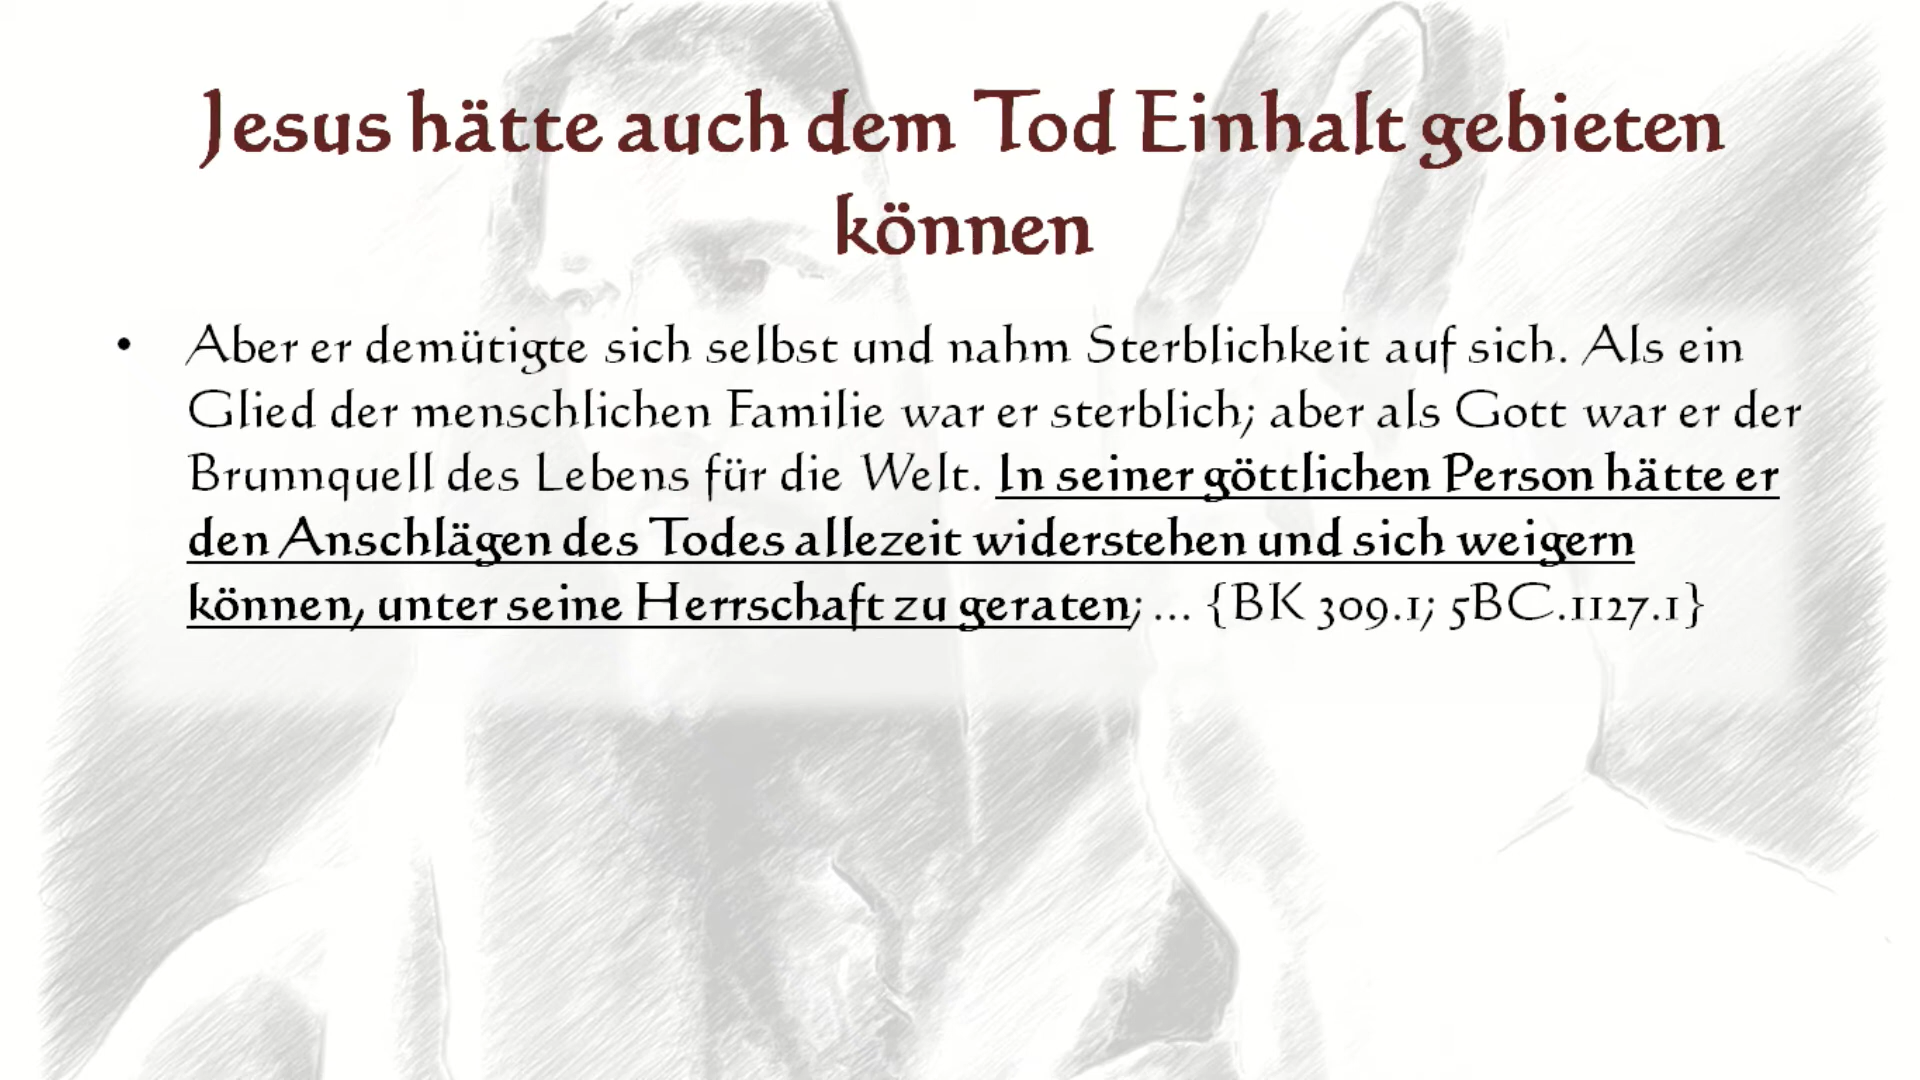 Jesus hätte auch dem Tod Einhalt gebieten
können
• Aber er demütigte sich selbst und nahm Sterblichkeit auf sich. Als ein
Glied der menschlichen Familie war er sterblich; aber als Gott war er der
Brunnquell des Lebens für die Welt. In seiner göttlichen Person hätte er
den Anschlägen des Todes allezeit widerstehen und sich weigern
können, unter seine Herrschaft zu geraten; ... {BK 309.1; 5BC.1127.1}